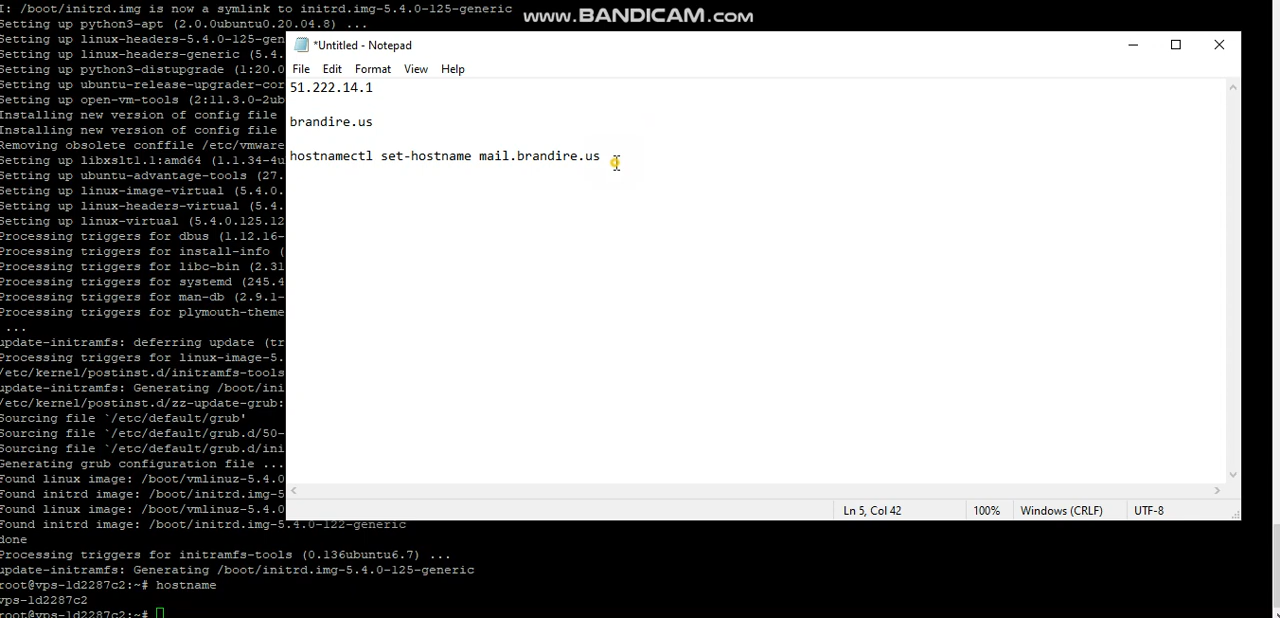 I: /boot/initrd.img is now a symlink to initrd.img-5.4.0-125-generic
www.BANDICAM.com
Setting up python3-apt (2.0.0ubuntu0.20.04.8) ...
Setting up linux-headers-5.4.0-125-gen
Setting up linux-headers-generic (5.4.
Setting up python3-distupgrade (1:20.0
Setting up ubuntu-release-upgrader-cor
Setting up open-vm-tools (2:11.3.0-2ub
Installing new version of config file
Installing new version of config file
Removing obsolete conffile /etc/vmware
Setting up libxslt1.1:amd64 (1.1.34-4u
Setting up ubuntu-advantage-tools (27.
Setting up linux-image-virtual (5.4.0.
Setting up linux-headers-virtual (5.4.
Setting up linux-virtual (5.4.0.125.12
Processing triggers for dbus (1.12.16-
Processing triggers for install-info (
Processing triggers for libc-bin (2.31
Processing triggers for systemd (245.4
Processing triggers for man-db (2.9.1-
Processing triggers for plymouth-theme
...
update-initramfs: deferring update (tr
Processing triggers for linux-image-5.
/etc/kernel/postinst.d/initramfs-tools
update-initramfs: Generating /boot/ini
/etc/kernel/postinst.d/zz-update-grub:
Sourcing file `/etc/default/grub'
Sourcing file `/etc/default/grub.d/50-
Sourcing file `/etc/default/grub.d/ini
Generating grub configuration file ...
Found linux image: /boot/vmlinuz-5.4.0
Found initrd image: /boot/initrd.img-5
Found linux image: /boot/vmlinuz-5.4.0
Found initrd image: /boot/initrd.img-5.4.0-122-generic
done
Processing triggers for initramfs-tools (0.136ubuntu6.7) ...
update-initramfs: Generating /boot/initrd.img-5.4.0-125-generic
root@vps-1d2287c2:~# hostname
vps-1d2287c2
root@vps-1d2287c2:~#
*Untitled - Notepad
File Edit Format View Help
51.222.14.1
brandire.us
hostnamectl set-hostname mail.brandire.us
Ln 5, Col 42 100% Windows (CRLF) UTF-8